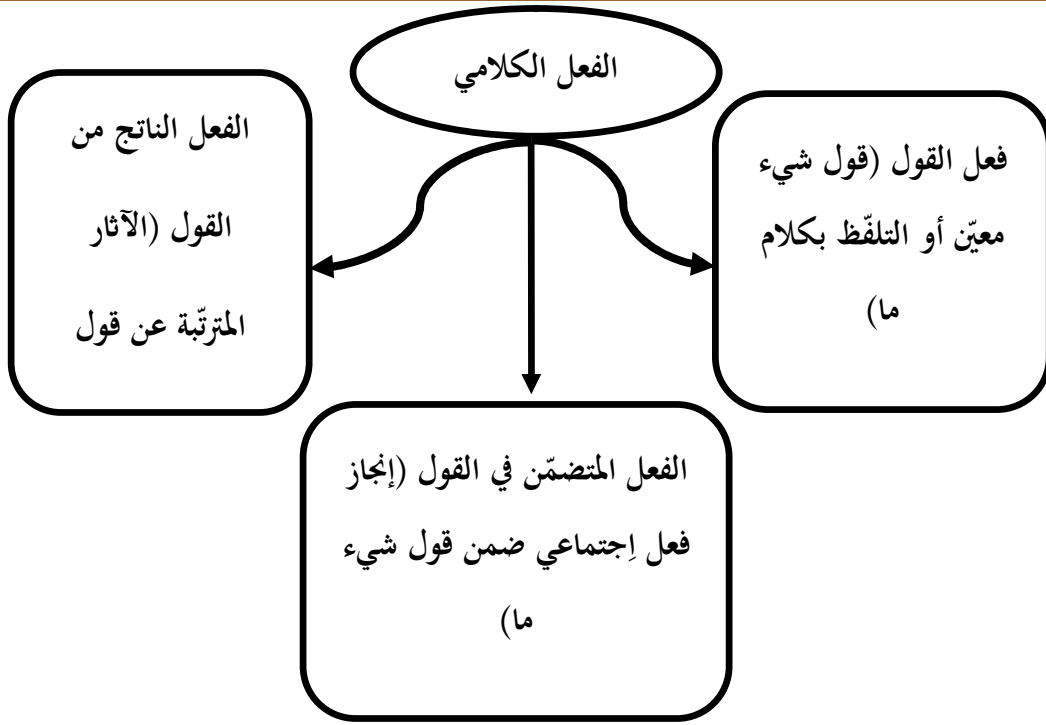 الفعل الكلامي
فعل القول (قول شيء
معيّن أو التلفّظ بكلام
ما)
الفعل المتضمّن في القول (إنجاز
فعل اِجتماعي ضمن قول شيء
ما)
الفعل الناتج من
القول (الآثار
المترتّبة عن قول